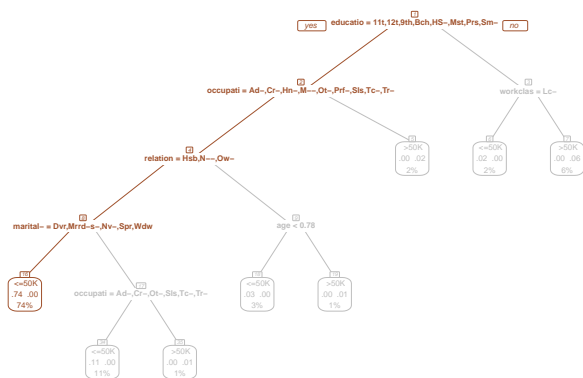 1
yes educatio = 11t,12t,9th,Bch,HS−,Mst,Prs,Sm− no
2
occupati = Ad−,Cr−,Hn−,M−−,Ot−,Prf−,Sls,Tc−,Tr−
3
workclas = Lc−
4
relation = Hsb,N−−,Ow−
5
>50K
.00 .02
2%
6
<=50K
.02 .00
2%
7
>50K
.00 .06
6%
8
marital− = Dvr,Mrrd−s−,Nv−,Spr,Wdw
9
age < 0.78
16
<=50K
.74 .00
74%
17
occupati = Ad−,Cr−,Ot−,Sls,Tc−,Tr−
18
<=50K
.03 .00
3%
19
>50K
.00 .01
1%
34
<=50K
.11 .00
11%
35
>50K
.00 .01
1%